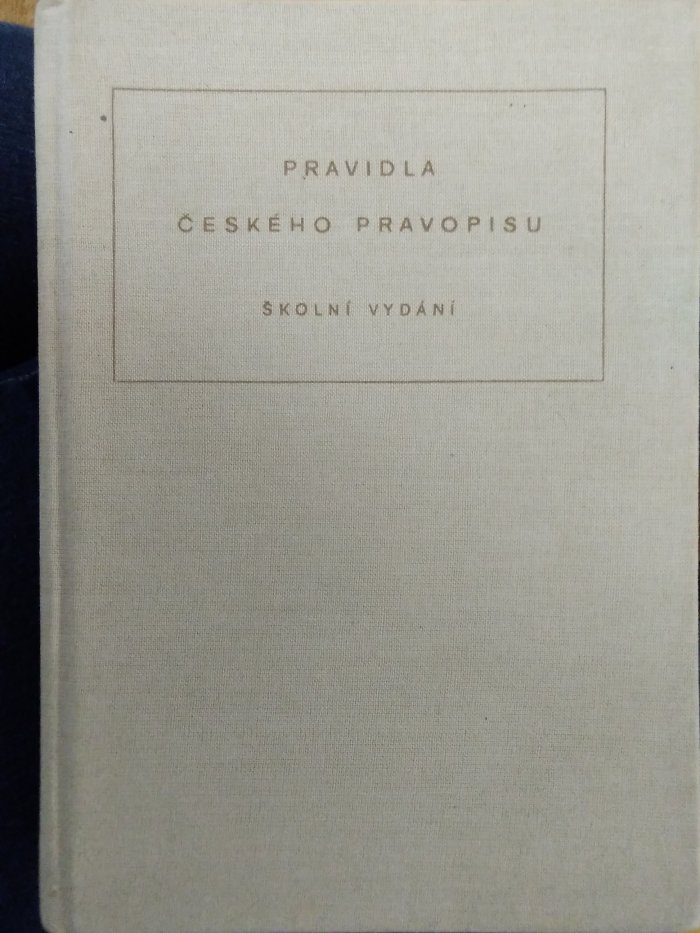 PRAVIDLA
ČESKÉHO PRAVOPISU
ŠKOLNÍ VYDÁNÍ